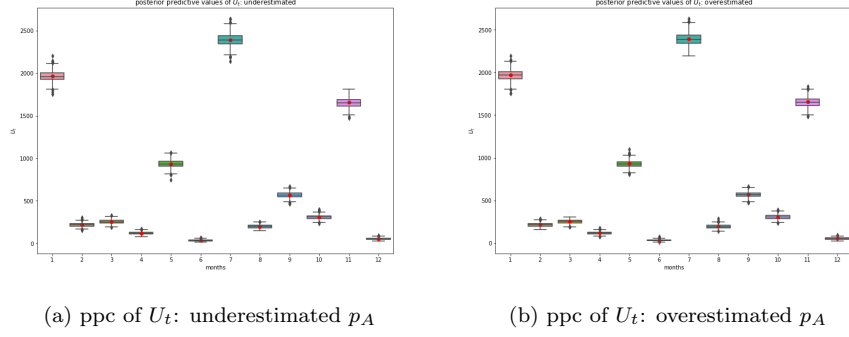 posterior predictive values of U_t: underestimated
2500
2000
1500
1000
500
0
U_t
1 2 3 4 5 6 7 8 9 10 11 12
months
(a) ppc of U_t: underestimated p_A
posterior predictive values of U_t: overestimated
2500
2000
1500
1000
500
0
U_t
1 2 3 4 5 6 7 8 9 10 11 12
months
(b) ppc of U_t: overestimated p_A